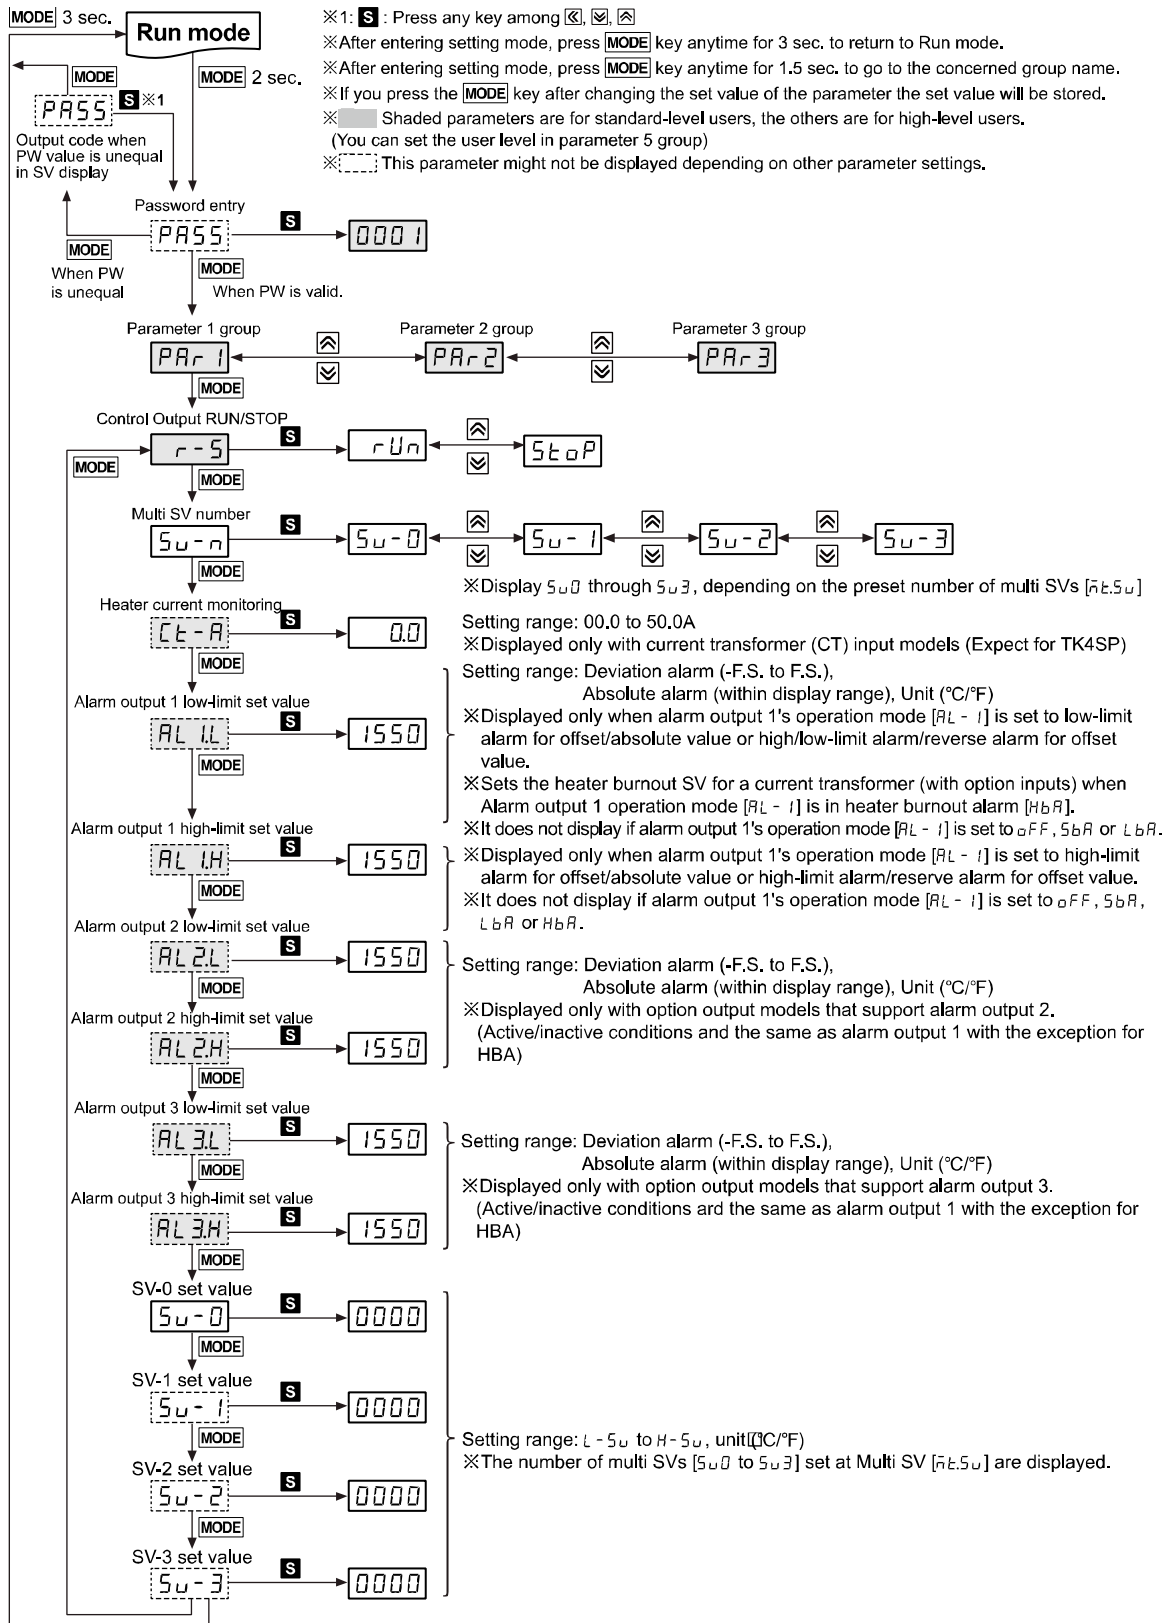 MODE 3 sec.
Run mode
※1: S : Press any key among «, ︾, ︽
※After entering setting mode, press MODE key anytime for 3 sec. to return to Run mode.
※After entering setting mode, press MODE key anytime for 1.5 sec. to go to the concerned group name.
※If you press the MODE key after changing the set value of the parameter the set value will be stored.
※ Shaded parameters are for standard-level users, the others are for high-level users.
(You can set the user level in parameter 5 group)
※ This parameter might not be displayed depending on other parameter settings.
MODE
MODE 2 sec.
PASS S ※1
Output code when
PW value is unequal
in SV display
Password entry
PASS S 0001
MODE
When PW
is unequal
MODE
When PW is valid.
Parameter 1 group
Parameter 2 group
Parameter 3 group
PAr1 ︽ ︾ PAr2 ︽ ︾ PAr3
MODE
Control Output RUN/STOP
MODE
r-S S rUn ︽ ︾ StoP
MODE
Multi SV number
Su-n S Su-0 ︽ ︾ Su-1 ︽ ︾ Su-2 ︽ ︾ Su-3
MODE
※Display Su0 through Su3, depending on the preset number of multi SVs [mt.Su]
Heater current monitoring
Ct-A S 0.0
MODE
Setting range: 00.0 to 50.0A
※Displayed only with current transformer (CT) input models (Expect for TK4SP)
Alarm output 1 low-limit set value
AL1.L S 1550
MODE
Setting range: Deviation alarm (-F.S. to F.S.),
Absolute alarm (within display range), Unit (°C/°F)
※Displayed only when alarm output 1's operation mode [AL-1] is set to low-limit
alarm for offset/absolute value or high/low-limit alarm/reverse alarm for offset
value.
※Sets the heater burnout SV for a current transformer (with option inputs) when
Alarm output 1 operation mode [AL-1] is in heater burnout alarm [HbA].
※It does not display if alarm output 1's operation mode [AL-1] is set to oFF, SbA or LbA.
Alarm output 1 high-limit set value
AL1.H S 1550
MODE
※Displayed only when alarm output 1's operation mode [AL-1] is set to high-limit
alarm for offset/absolute value or high-limit alarm/reserve alarm for offset value.
※It does not display if alarm output 1's operation mode [AL-1] is set to oFF, SbA,
LbA or HbA.
Alarm output 2 low-limit set value
AL2.L S 1550
MODE
Alarm output 2 high-limit set value
AL2.H S 1550
MODE
Setting range: Deviation alarm (-F.S. to F.S.),
Absolute alarm (within display range), Unit (°C/°F)
※Displayed only with option output models that support alarm output 2.
(Active/inactive conditions and the same as alarm output 1 with the exception for
HBA)
Alarm output 3 low-limit set value
AL3.L S 1550
MODE
Alarm output 3 high-limit set value
AL3.H S 1550
MODE
Setting range: Deviation alarm (-F.S. to F.S.),
Absolute alarm (within display range), Unit (°C/°F)
※Displayed only with option output models that support alarm output 3.
(Active/inactive conditions ard the same as alarm output 1 with the exception for
HBA)
SV-0 set value
Su-0 S 0000
MODE
SV-1 set value
Su-1 S 0000
MODE
SV-2 set value
Su-2 S 0000
MODE
SV-3 set value
Su-3 S 0000
Setting range: L-Su to H-Su, unit (°C/°F)
※The number of multi SVs [Su0 to Su3] set at Multi SV [mt.Su] are displayed.